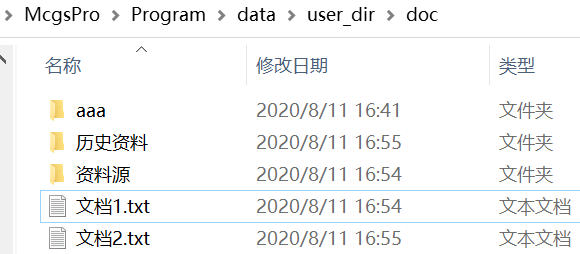 McgsPro > Program > data > user_dir > doc
名称 修改日期 类型
aaa 2020/8/11 16:41 文件夹
历史资料 2020/8/11 16:55 文件夹
资料源 2020/8/11 16:54 文件夹
文档1.txt 2020/8/11 16:54 文本文档
文档2.txt 2020/8/11 16:55 文本文档